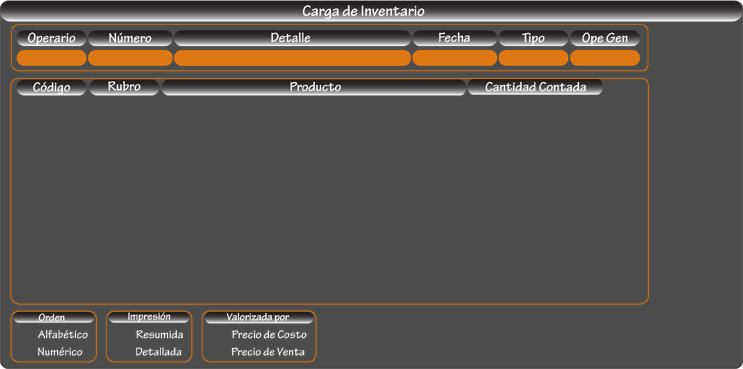 Carga de Inventario
Operario Número Detalle Fecha Tipo Ope Gen
Código Rubro Producto Cantidad Contada
Orden Impresión Valorizada por
Alfabético Resumida Precio de Costo
Numérico Detallada Precio de Venta